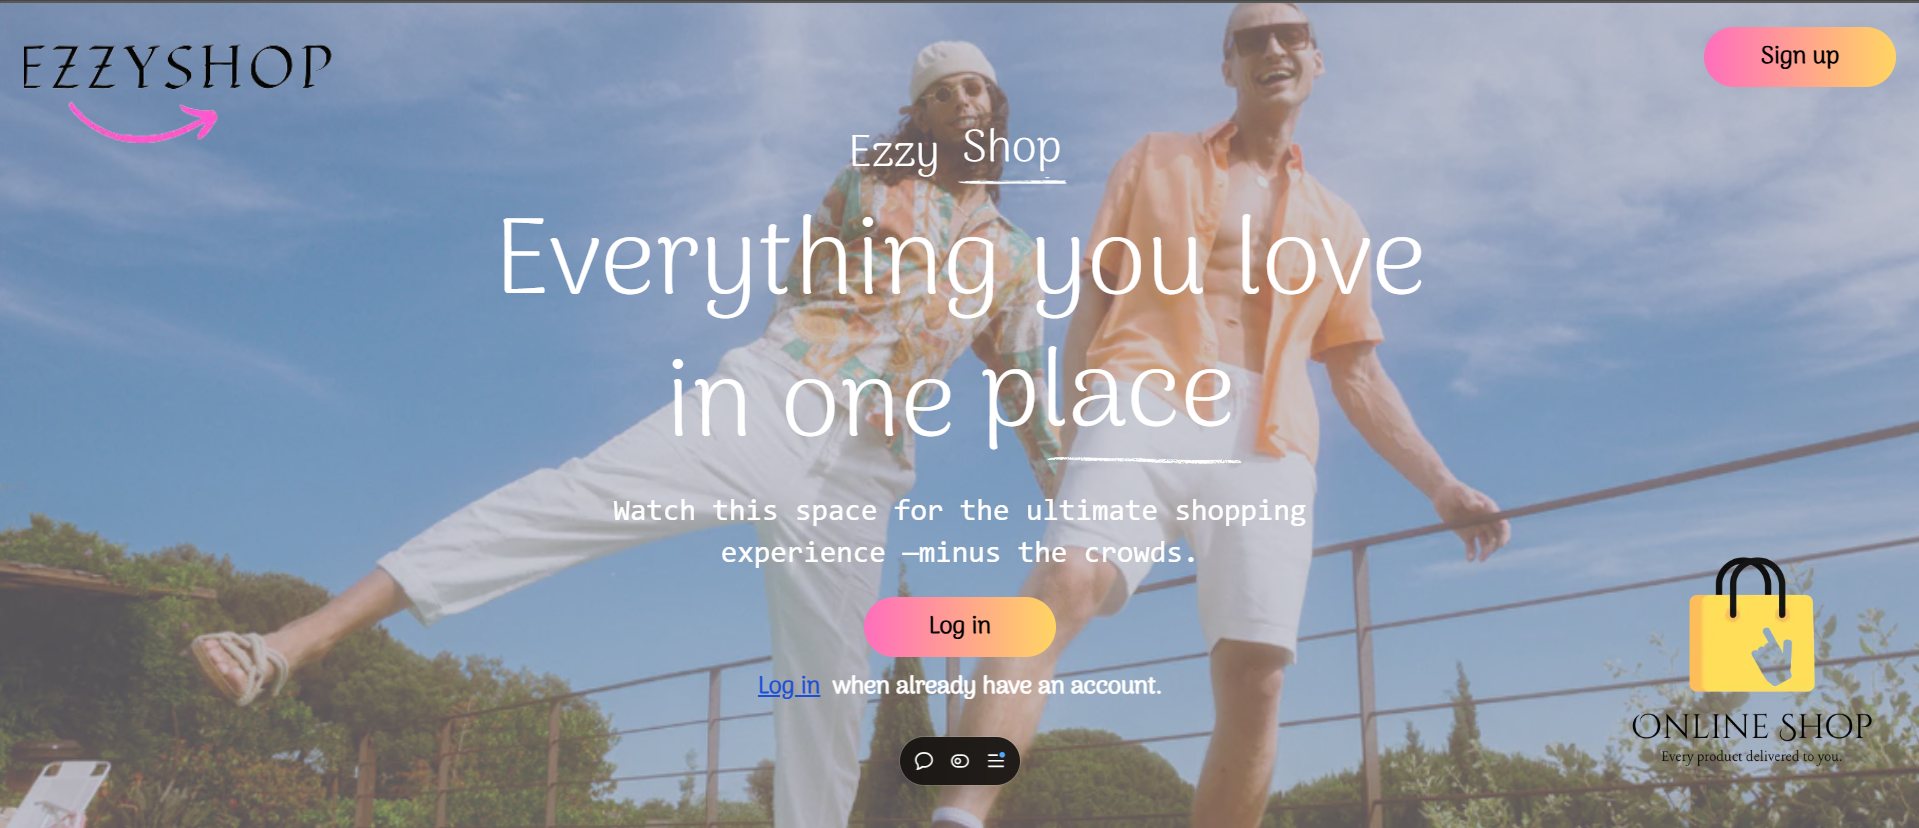 EZZYSHOP
Sign up
Ezzy Shop
Everything you love
in one place
Watch this space for the ultimate shopping
experience —minus the crowds.
Log in
Log in when already have an account.
ONLINE SHOP
Every product delivered to you.